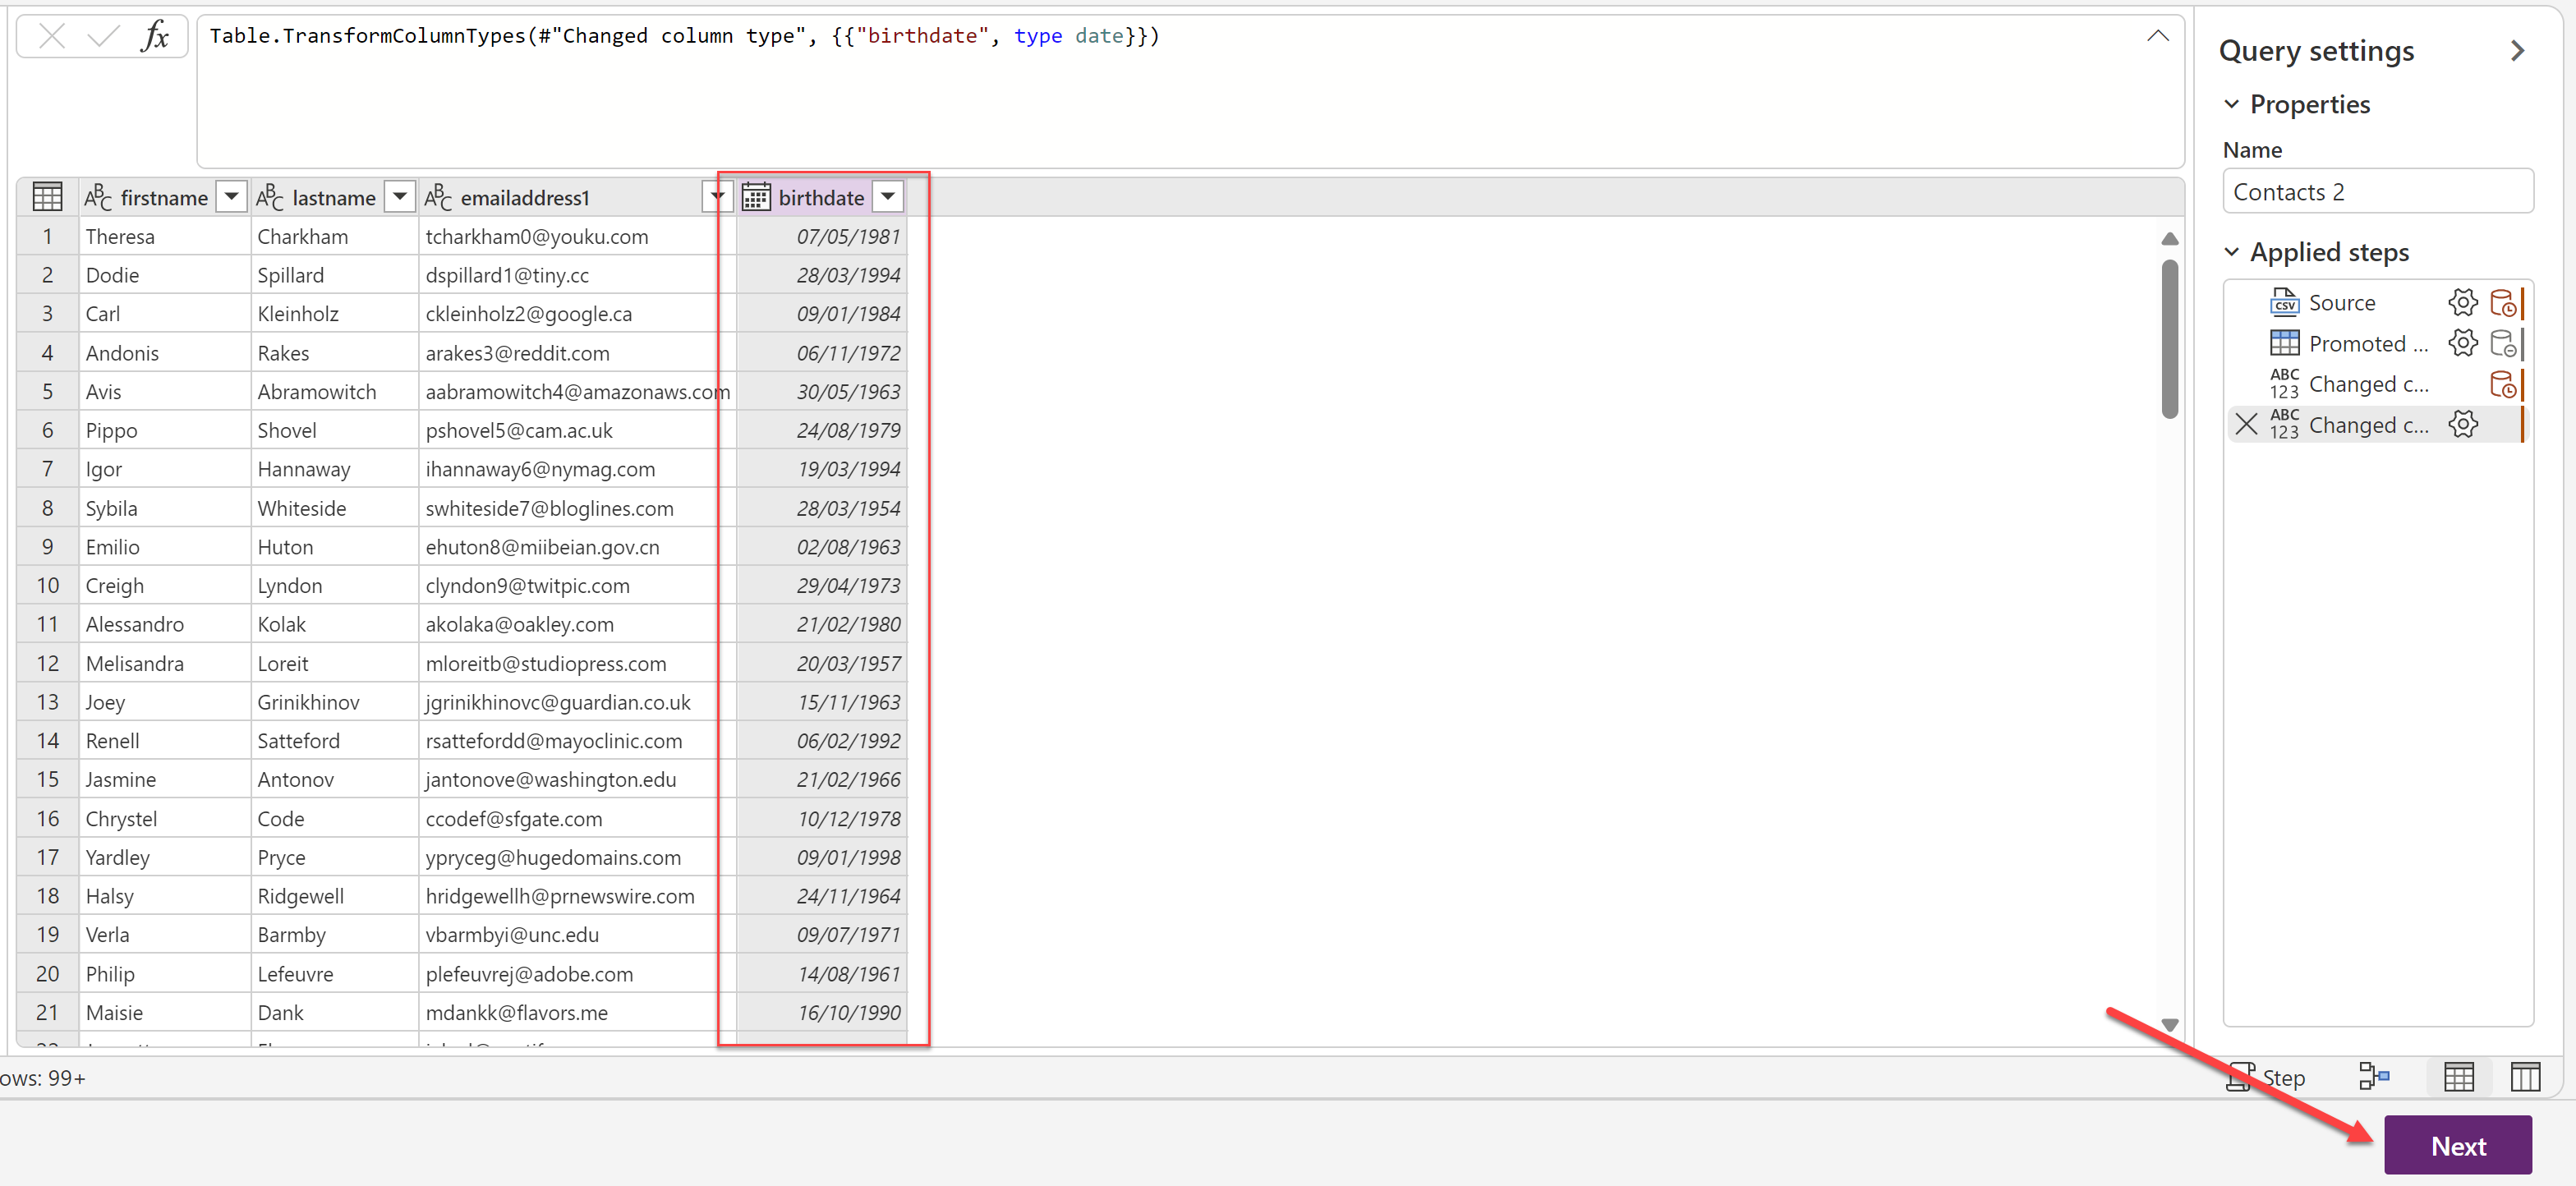 fx Table.TransformColumnTypes(#"Changed column type", {{"birthdate", type date}})
ABC firstname ABC lastname ABC emailaddress1 birthdate
1 Theresa Charkham tcharkham0@youku.com 07/05/1981
2 Dodie Spillard dspillard1@tiny.cc 28/03/1994
3 Carl Kleinholz ckleinholz2@google.ca 09/01/1984
4 Andonis Rakes arakes3@reddit.com 06/11/1972
5 Avis Abramowitch aabramowitch4@amazonaws.com 30/05/1963
6 Pippo Shovel pshovel5@cam.ac.uk 24/08/1979
7 Igor Hannaway ihannaway6@nymag.com 19/03/1994
8 Sybila Whiteside swhiteside7@bloglines.com 28/03/1954
9 Emilio Huton ehuton8@miibeian.gov.cn 02/08/1963
10 Creigh Lyndon clyndon9@twitpic.com 29/04/1973
11 Alessandro Kolak akolaka@oakley.com 21/02/1980
12 Melisandra Loreit mloreitb@studiopress.com 20/03/1957
13 Joey Grinikhinov jgrinikhinovc@guardian.co.uk 15/11/1963
14 Renell Satteford rsattefordd@mayoclinic.com 06/02/1992
15 Jasmine Antonov jantonove@washington.edu 21/02/1966
16 Chrystel Code ccodef@sfgate.com 10/12/1978
17 Yardley Pryce ypryceg@hugedomains.com 09/01/1998
18 Halsy Ridgewell hridgewellh@prnewswire.com 24/11/1964
19 Verla Barmby vbarmbyi@unc.edu 09/07/1971
20 Philip Lefeuvre plefeuvrej@adobe.com 14/08/1961
21 Maisie Dank mdankk@flavors.me 16/10/1990
ows: 99+
Query settings
Properties
Name
Contacts 2
Applied steps
CSV Source
Promoted ...
ABC 123 Changed c...
ABC 123 Changed c...
Step
Next